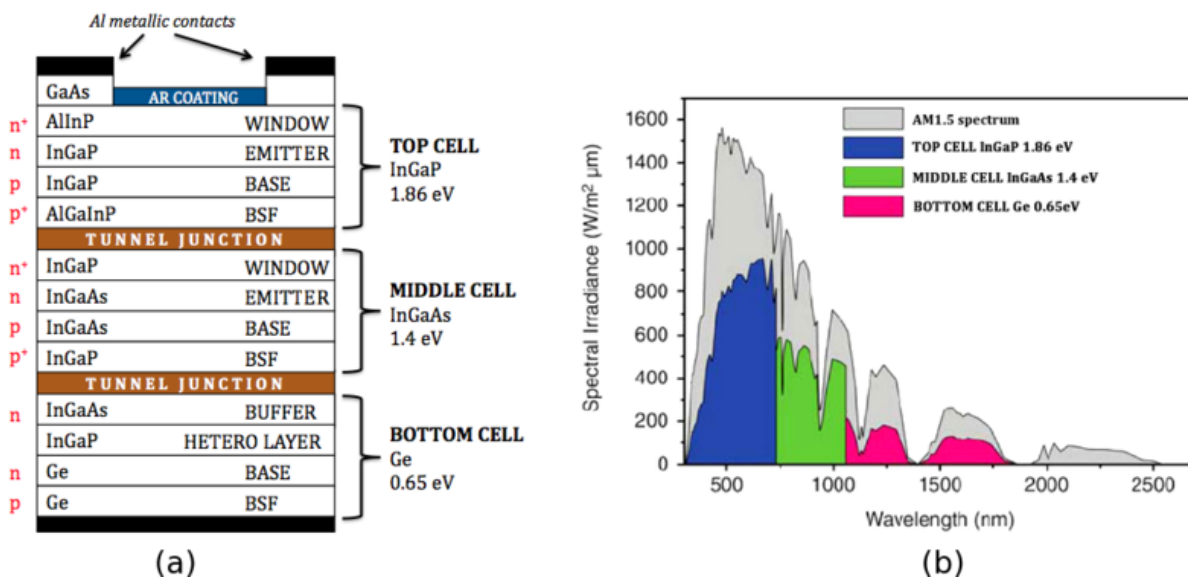 Al metallic contacts
GaAs
AR COATING
n⁺ AlInP WINDOW
n InGaP EMITTER
p InGaP BASE
p⁺ AlGaInP BSF
TOP CELL
InGaP
1.86 eV
TUNNEL JUNCTION
n⁺ InGaP WINDOW
n InGaAs EMITTER
p InGaAs BASE
p⁺ InGaP BSF
MIDDLE CELL
InGaAs
1.4 eV
TUNNEL JUNCTION
n InGaAs BUFFER
InGaP HETERO LAYER
n Ge BASE
p Ge BSF
BOTTOM CELL
Ge
0.65 eV
(a)
Spectral Irradiance (W/m² μm)
1600
1400
1200
1000
800
600
400
200
0
AM1.5 spectrum
TOP CELL InGaP 1.86 eV
MIDDLE CELL InGaAs 1.4 eV
BOTTOM CELL Ge 0.65eV
500 1000 1500 2000 2500
Wavelength (nm)
(b)